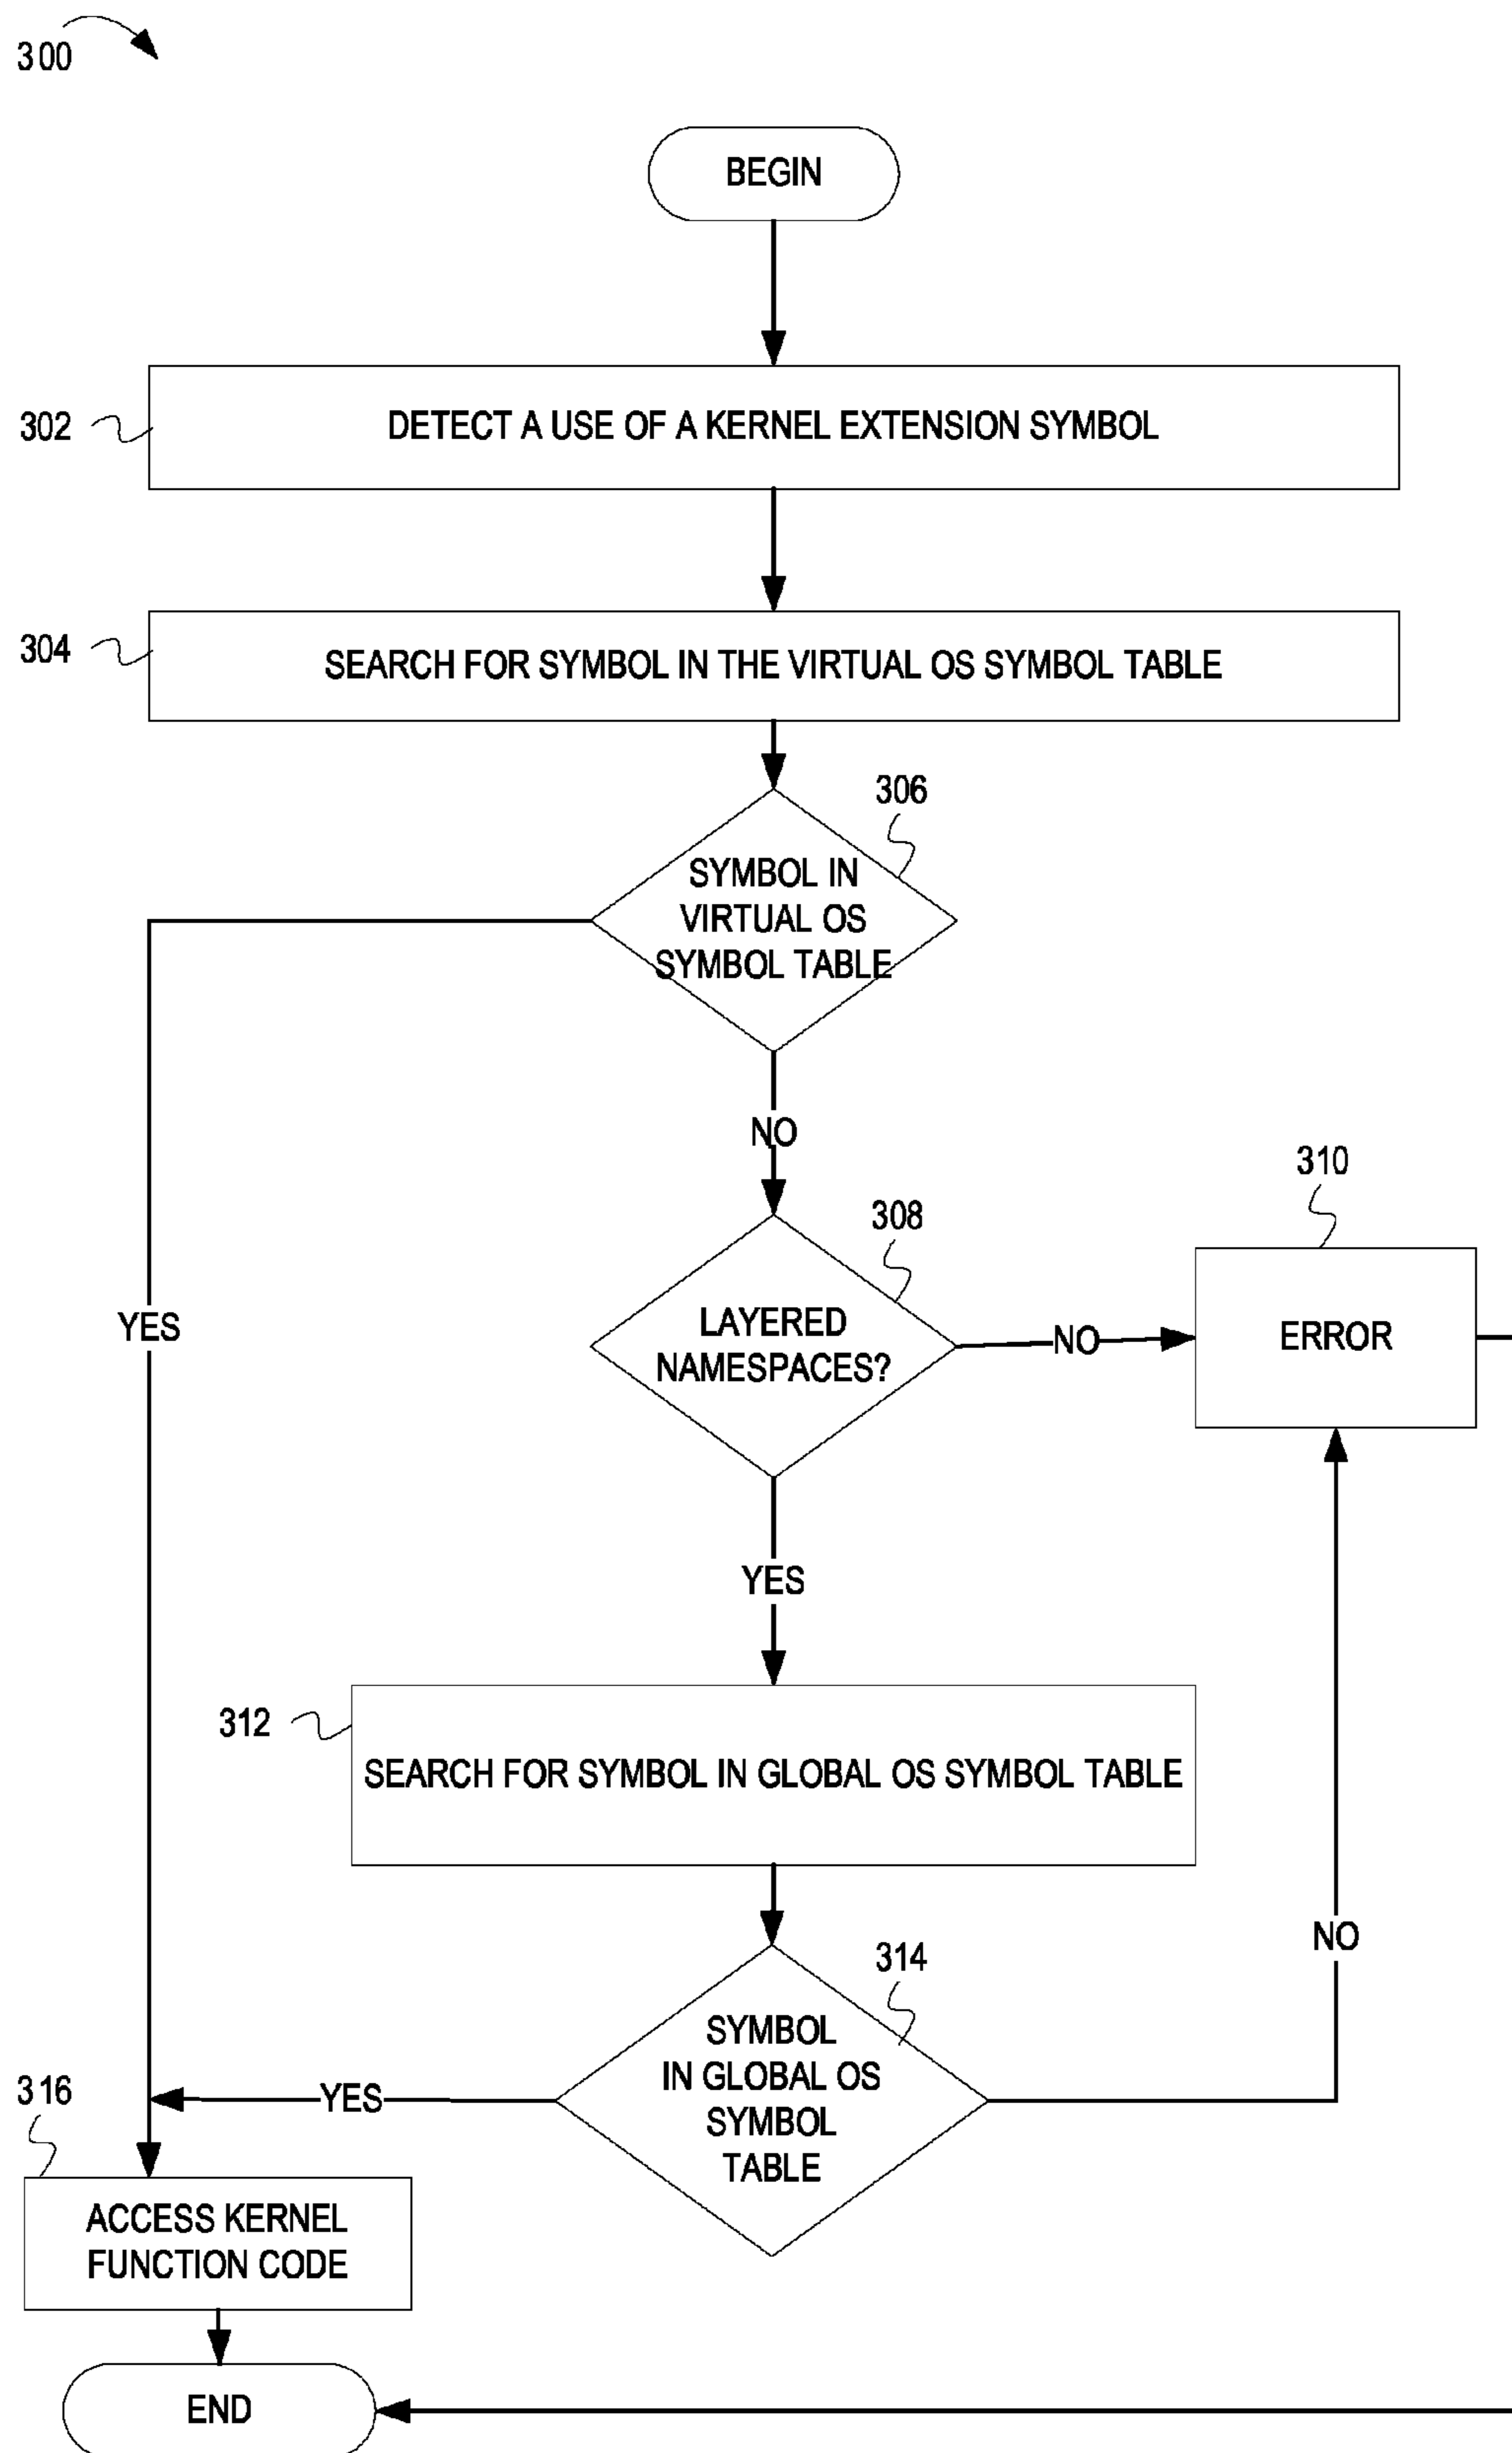 300
BEGIN
302
DETECT A USE OF A KERNEL EXTENSION SYMBOL
304
SEARCH FOR SYMBOL IN THE VIRTUAL OS SYMBOL TABLE
306
SYMBOL IN
VIRTUAL OS
SYMBOL TABLE
NO
310
308
YES
LAYERED
NAMESPACES?
NO
ERROR
YES
312
SEARCH FOR SYMBOL IN GLOBAL OS SYMBOL TABLE
NO
314
SYMBOL
IN GLOBAL OS
SYMBOL
TABLE
YES
316
ACCESS KERNEL
FUNCTION CODE
END